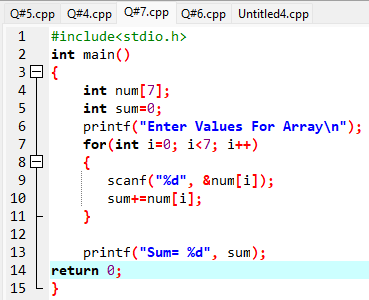 Q#5.cpp Q#4.cpp Q#7.cpp Q#6.cpp Untitled4.cpp
1 #include<stdio.h>
2 int main()
3 {
4 int num[7];
5 int sum=0;
6 printf("Enter Values For Array\n");
7 for(int i=0; i<7; i++)
8 {
9 scanf("%d", &num[i]);
10 sum+=num[i];
11 }
12
13 printf("Sum= %d", sum);
14 return 0;
15 }